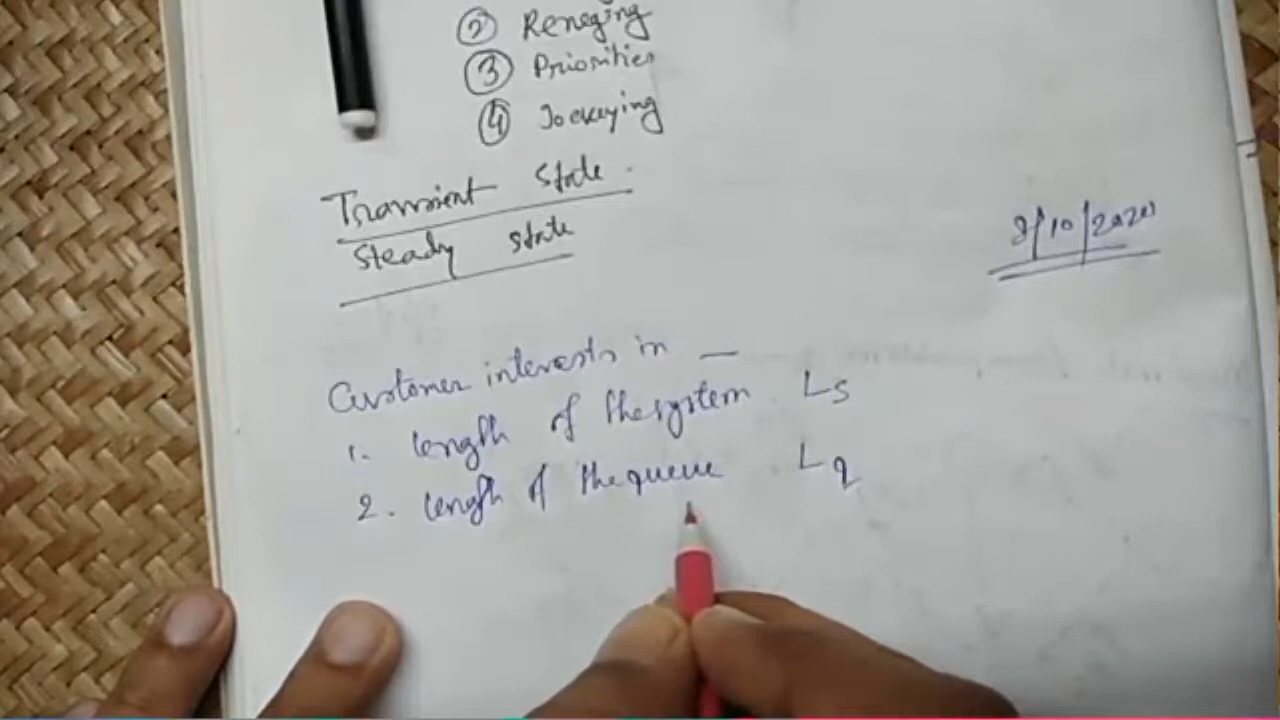 ② Reneging
③ Priorities
④ Jockeying
Transient state.
Steady state
8/10/2020
Customer interests in —
1. length of the system Ls
2. length of the queue Lq